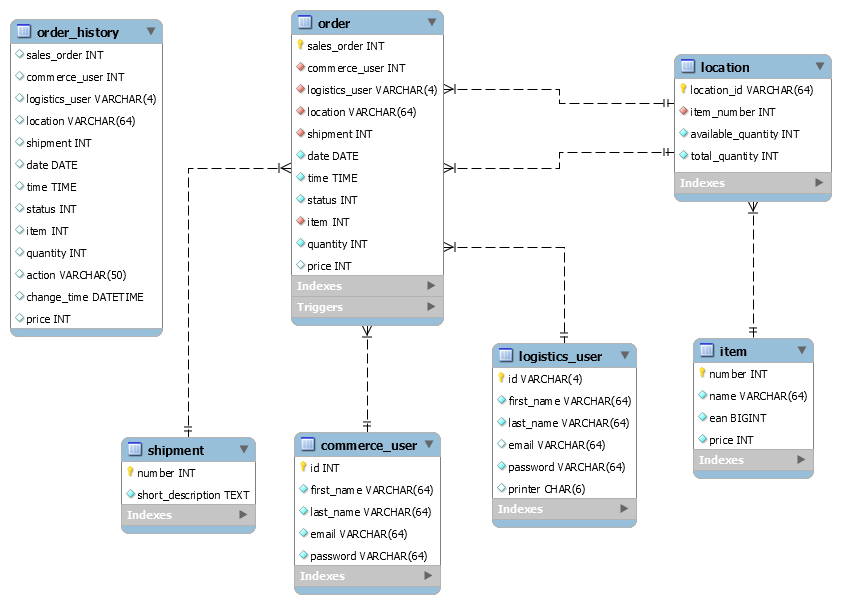 order_history
sales_order INT
commerce_user INT
logistics_user VARCHAR(4)
location VARCHAR(64)
shipment INT
date DATE
time TIME
status INT
item INT
quantity INT
action VARCHAR(50)
change_time DATETIME
price INT
order
sales_order INT
commerce_user INT
logistics_user VARCHAR(4)
location VARCHAR(64)
shipment INT
date DATE
time TIME
status INT
item INT
quantity INT
price INT
Indexes
Triggers
location
location_id VARCHAR(64)
item_number INT
available_quantity INT
total_quantity INT
Indexes
shipment
number INT
short_description TEXT
Indexes
commerce_user
id INT
first_name VARCHAR(64)
last_name VARCHAR(64)
email VARCHAR(64)
password VARCHAR(64)
Indexes
logistics_user
id VARCHAR(4)
first_name VARCHAR(64)
last_name VARCHAR(64)
email VARCHAR(64)
password VARCHAR(64)
printer CHAR(6)
Indexes
item
number INT
name VARCHAR(64)
ean BIGINT
price INT
Indexes